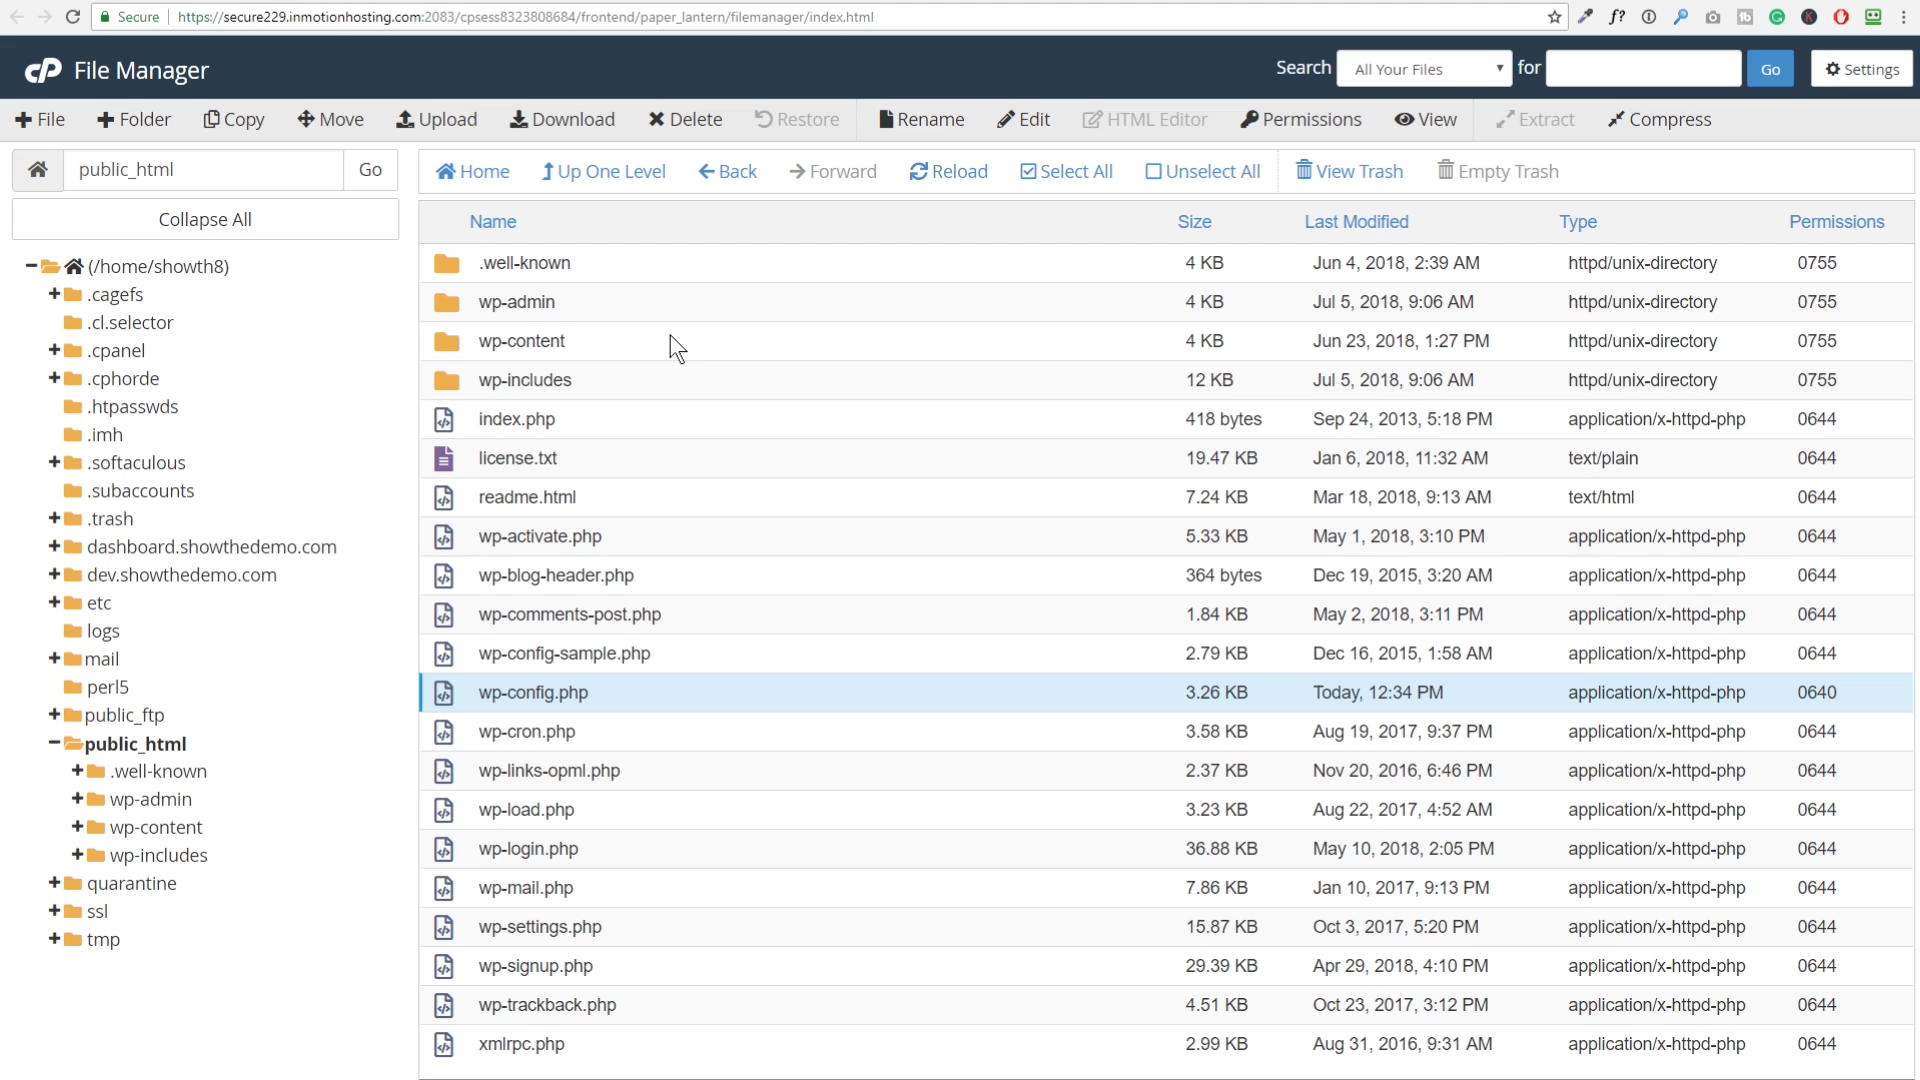 Secure https://secure229.inmotionhosting.com:2083/cpsess8323808684/frontend/paper_lantern/filemanager/index.html
cP File Manager Search All Your Files for Go Settings
File Folder Copy Move Upload Download Delete Restore Rename Edit HTML Editor Permissions View Extract Compress
public_html Go
Home Up One Level Back Forward Reload Select All Unselect All View Trash Empty Trash
Collapse All
(/home/showth8)
.cagefs
.cl.selector
.cpanel
.cphorde
.htpasswds
.imh
.softaculous
.subaccounts
.trash
dashboard.showthedemo.com
dev.showthedemo.com
etc
logs
mail
perl5
public_ftp
public_html
.well-known
wp-admin
wp-content
wp-includes
quarantine
ssl
tmp
Name Size Last Modified Type Permissions
.well-known 4 KB Jun 4, 2018, 2:39 AM httpd/unix-directory 0755
wp-admin 4 KB Jul 5, 2018, 9:06 AM httpd/unix-directory 0755
wp-content 4 KB Jun 23, 2018, 1:27 PM httpd/unix-directory 0755
wp-includes 12 KB Jul 5, 2018, 9:06 AM httpd/unix-directory 0755
index.php 418 bytes Sep 24, 2013, 5:18 PM application/x-httpd-php 0644
license.txt 19.47 KB Jan 6, 2018, 11:32 AM text/plain 0644
readme.html 7.24 KB Mar 18, 2018, 9:13 AM text/html 0644
wp-activate.php 5.33 KB May 1, 2018, 3:10 PM application/x-httpd-php 0644
wp-blog-header.php 364 bytes Dec 19, 2015, 3:20 AM application/x-httpd-php 0644
wp-comments-post.php 1.84 KB May 2, 2018, 3:11 PM application/x-httpd-php 0644
wp-config-sample.php 2.79 KB Dec 16, 2015, 1:58 AM application/x-httpd-php 0644
wp-config.php 3.26 KB Today, 12:34 PM application/x-httpd-php 0640
wp-cron.php 3.58 KB Aug 19, 2017, 9:37 PM application/x-httpd-php 0644
wp-links-opml.php 2.37 KB Nov 20, 2016, 6:46 PM application/x-httpd-php 0644
wp-load.php 3.23 KB Aug 22, 2017, 4:52 AM application/x-httpd-php 0644
wp-login.php 36.88 KB May 10, 2018, 2:05 PM application/x-httpd-php 0644
wp-mail.php 7.86 KB Jan 10, 2017, 9:13 PM application/x-httpd-php 0644
wp-settings.php 15.87 KB Oct 3, 2017, 5:20 PM application/x-httpd-php 0644
wp-signup.php 29.39 KB Apr 29, 2018, 4:10 PM application/x-httpd-php 0644
wp-trackback.php 4.51 KB Oct 23, 2017, 3:12 PM application/x-httpd-php 0644
xmlrpc.php 2.99 KB Aug 31, 2016, 9:31 AM application/x-httpd-php 0644